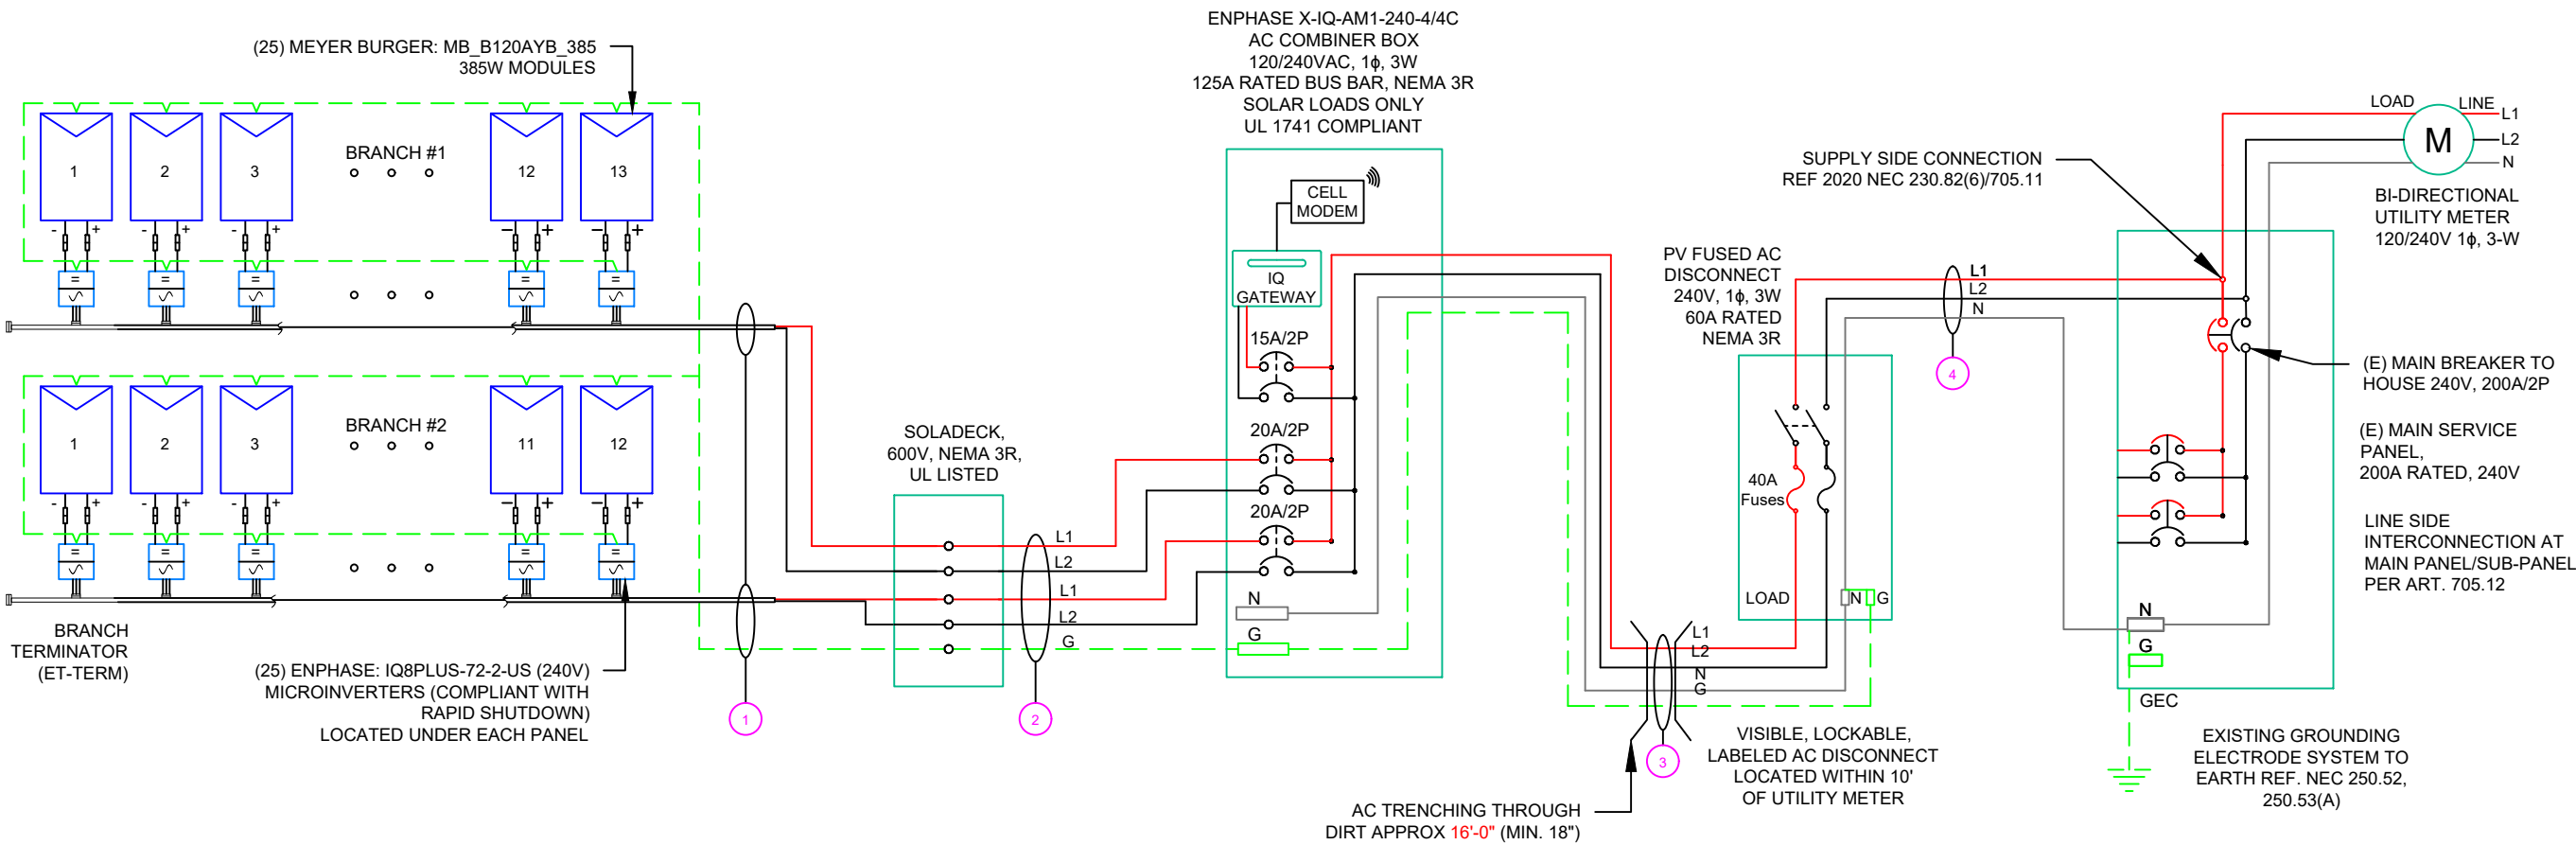 (25) MEYER BURGER: MB_B120AYB_385
385W MODULES
1
2
3
BRANCH #1
12
13
- +
- +
- +
- +
- +
1
2
3
BRANCH #2
11
12
- +
- +
- +
- +
- +
BRANCH
TERMINATOR
(ET-TERM)
(25) ENPHASE: IQ8PLUS-72-2-US (240V)
MICROINVERTERS (COMPLIANT WITH
RAPID SHUTDOWN)
LOCATED UNDER EACH PANEL
1
SOLADECK,
600V, NEMA 3R,
UL LISTED
L1
L2
L1
L2
G
2
ENPHASE X-IQ-AM1-240-4/4C
AC COMBINER BOX
120/240VAC, 1ϕ, 3W
125A RATED BUS BAR, NEMA 3R
SOLAR LOADS ONLY
UL 1741 COMPLIANT
CELL
MODEM
IQ
GATEWAY
15A/2P
20A/2P
20A/2P
N
G
L1
L2
N
G
3
AC TRENCHING THROUGH
DIRT APPROX 16'-0" (MIN. 18")
PV FUSED AC
DISCONNECT
240V, 1ϕ, 3W
60A RATED
NEMA 3R
40A
Fuses
LOAD
N
G
VISIBLE, LOCKABLE,
LABELED AC DISCONNECT
LOCATED WITHIN 10'
OF UTILITY METER
L1
L2
N
4
SUPPLY SIDE CONNECTION
REF 2020 NEC 230.82(6)/705.11
LOAD
LINE
L1
L2
N
M
BI-DIRECTIONAL
UTILITY METER
120/240V 1ϕ, 3-W
(E) MAIN BREAKER TO
HOUSE 240V, 200A/2P
(E) MAIN SERVICE
PANEL,
200A RATED, 240V
LINE SIDE
INTERCONNECTION AT
MAIN PANEL/SUB-PANEL
PER ART. 705.12
N
G
GEC
EXISTING GROUNDING
ELECTRODE SYSTEM TO
EARTH REF. NEC 250.52,
250.53(A)